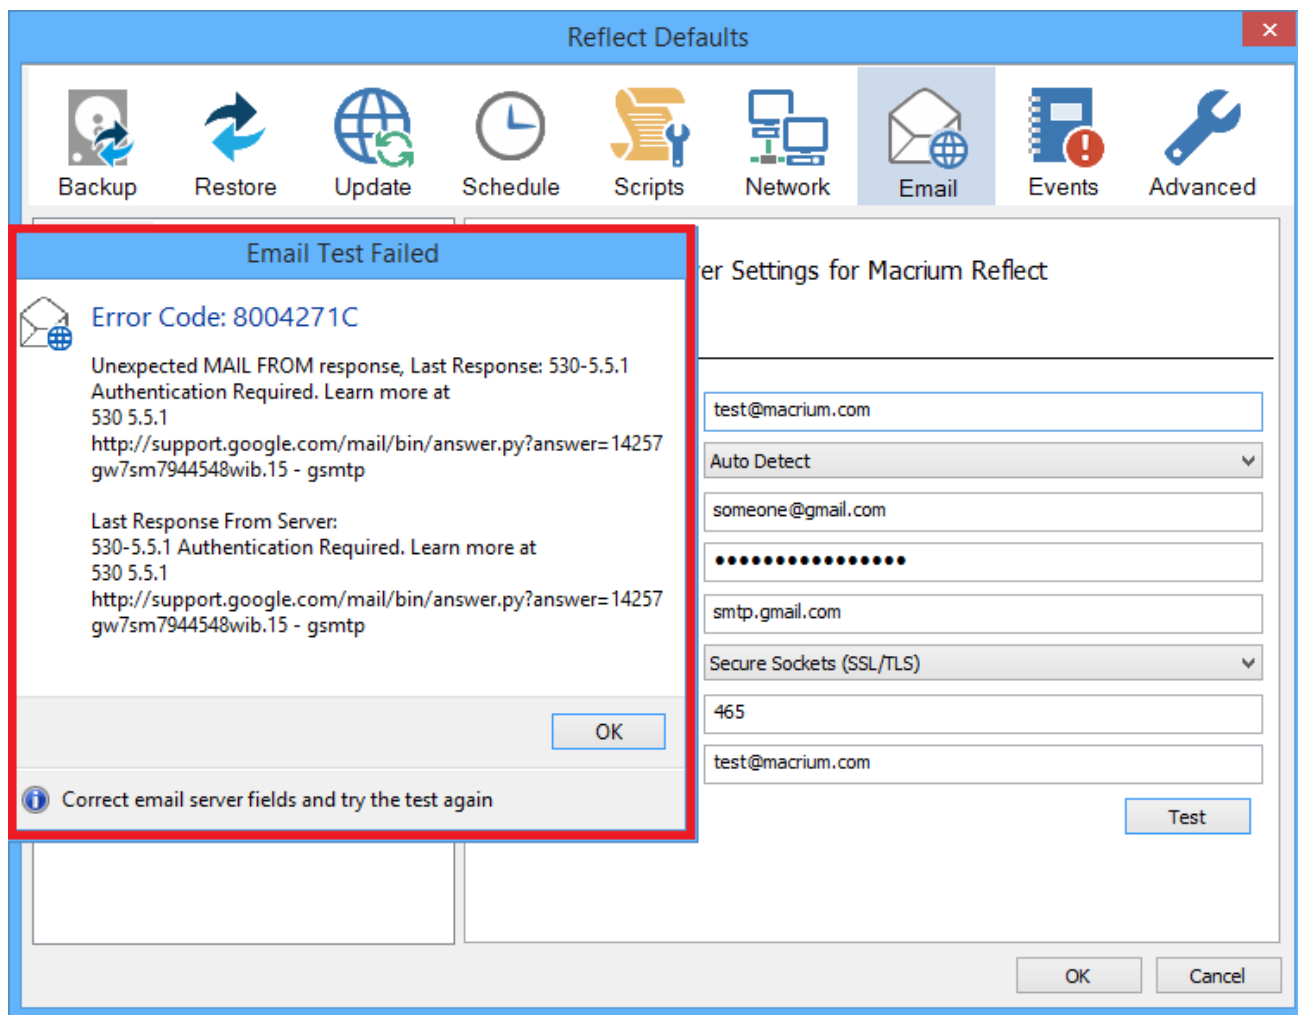 Reflect Defaults
Backup
Restore
Update
Schedule
Scripts
Network
Email
Events
Advanced
Email Test Failed
Error Code: 8004271C
Unexpected MAIL FROM response, Last Response: 530-5.5.1
Authentication Required. Learn more at
530 5.5.1
http://support.google.com/mail/bin/answer.py?answer=14257
gw7sm7944548wib.15 - gsmtp
Last Response From Server:
530-5.5.1 Authentication Required. Learn more at
530 5.5.1
http://support.google.com/mail/bin/answer.py?answer=14257
gw7sm7944548wib.15 - gsmtp
OK
Correct email server fields and try the test again
er Settings for Macrium Reflect
test@macrium.com
Auto Detect
someone@gmail.com
••••••••••••••••
smtp.gmail.com
Secure Sockets (SSL/TLS)
465
test@macrium.com
Test
OK
Cancel